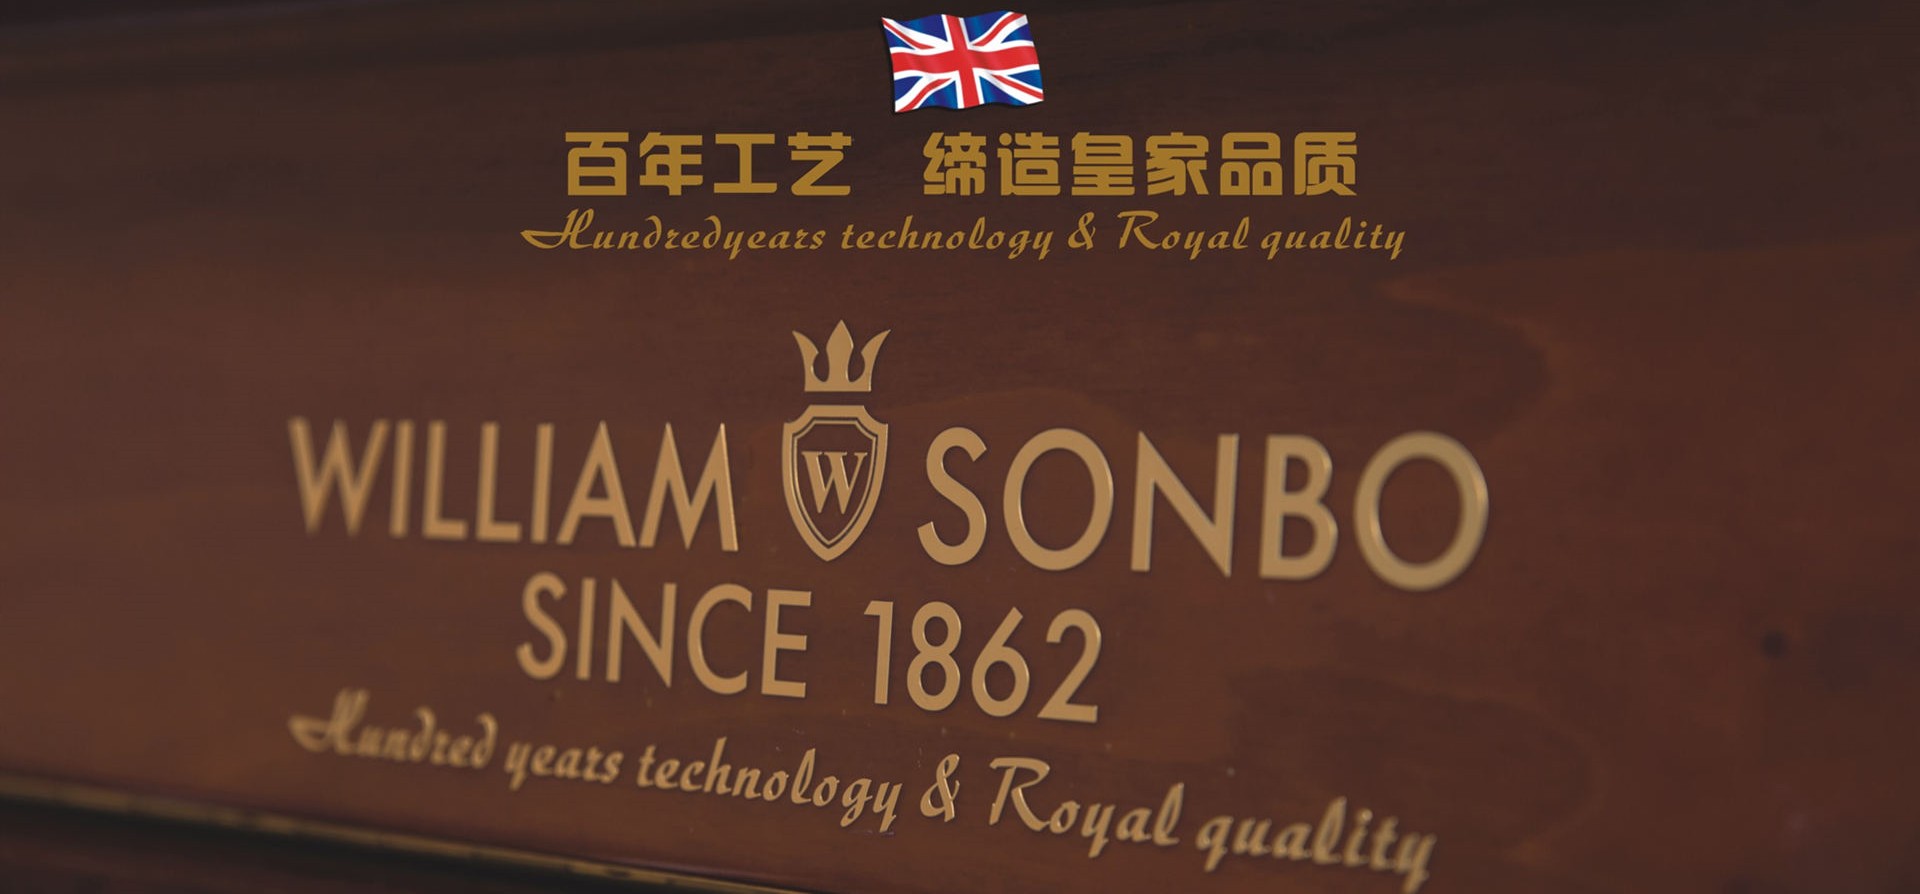 百年工艺 缔造皇家品质
Hundredyears technology & Royal quality
WILLIAM W SONBO
SINCE 1862
Hundred years technology & Royal quality